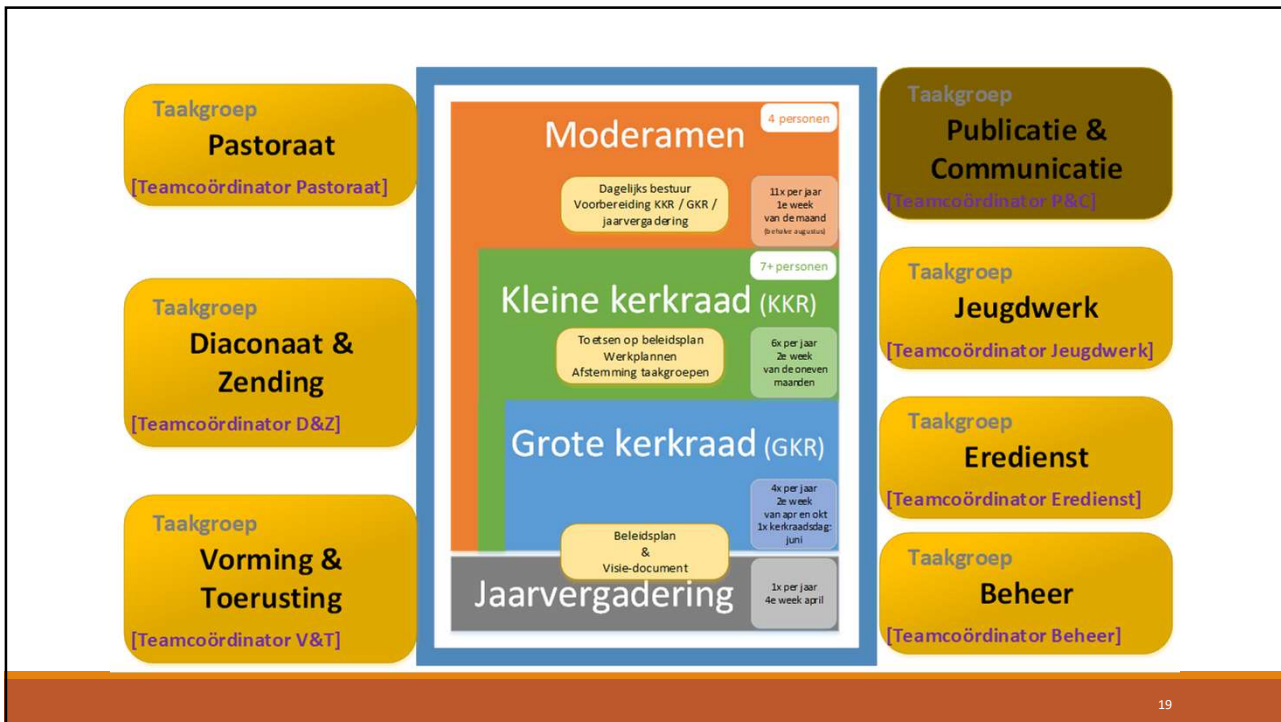 Taakgroep
Pastoraat
[Teamcoördinator Pastoraat]
Taakgroep
Diaconaat &
Zending
[Teamcoördinator D&Z]
Taakgroep
Vorming &
Toerusting
[Teamcoördinator V&T]
Moderamen
4 personen
Dagelijks bestuur
Voorbereiding KKR / GKR /
jaarvergadering
11x per jaar
1e week
van de maand
(behalve augustus)
7+ personen
Kleine kerkraad (KKR)
Toetsen op beleidsplan
Werkplannen
Afstemming taakgroepen
6x per jaar
2e week
van de oneven
maanden
Grote kerkraad (GKR)
4x per jaar
2e week
van apr en okt
1x kerkraadsdag:
juni
Beleidsplan
&
Visie-document
Jaarvergadering
1x per jaar
4e week april
Taakgroep
Publicatie &
Communicatie
[Teamcoördinator P&C]
Taakgroep
Jeugdwerk
[Teamcoördinator Jeugdwerk]
Taakgroep
Eredienst
[Teamcoördinator Eredienst]
Taakgroep
Beheer
[Teamcoördinator Beheer]
19